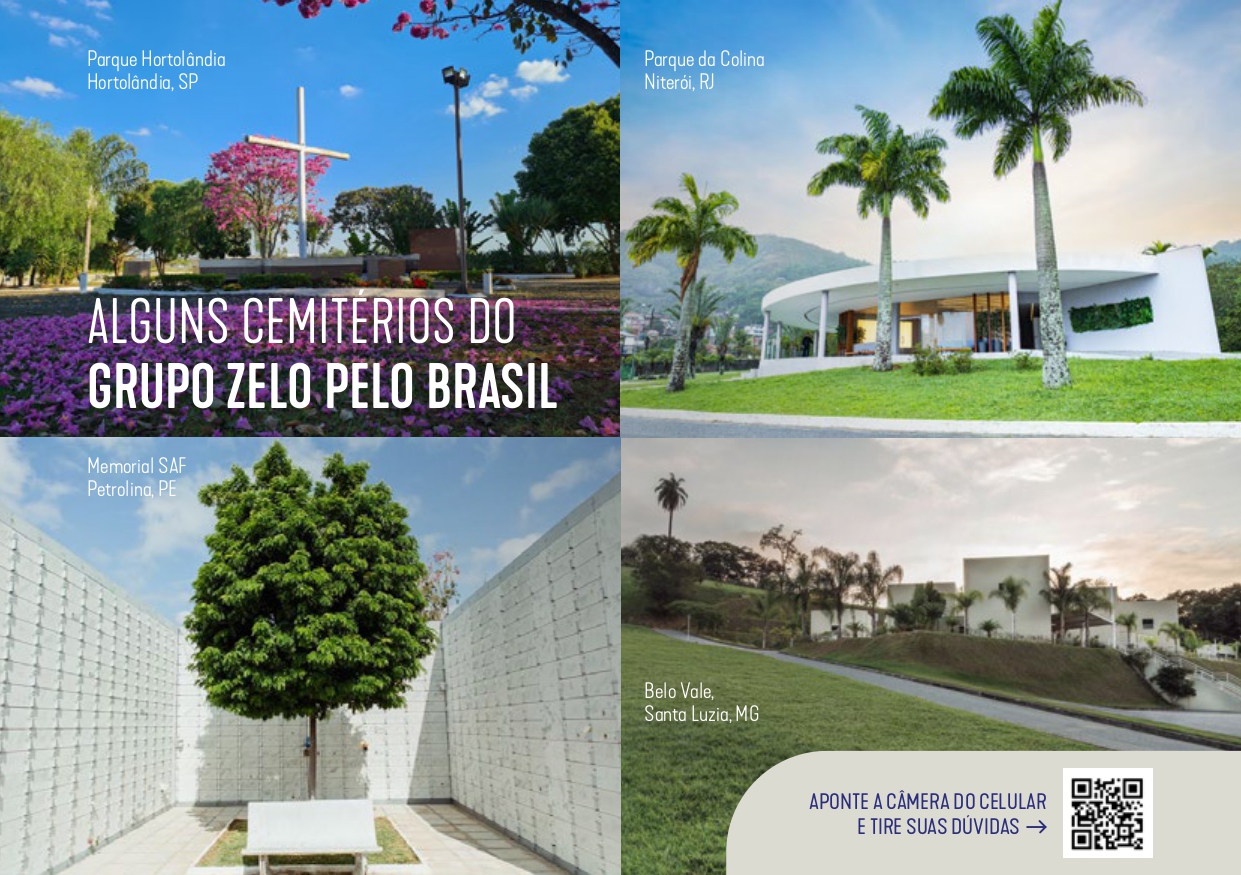 Parque Hortolândia
Hortolândia, SP
ALGUNS CEMITÉRIOS DO
GRUPO ZELO PELO BRASIL
Parque da Colina
Niterói, RJ
Memorial SAF
Petrolina, PE
Belo Vale,
Santa Luzia, MG
APONTE A CÂMERA DO CELULAR
E TIRE SUAS DÚVIDAS →